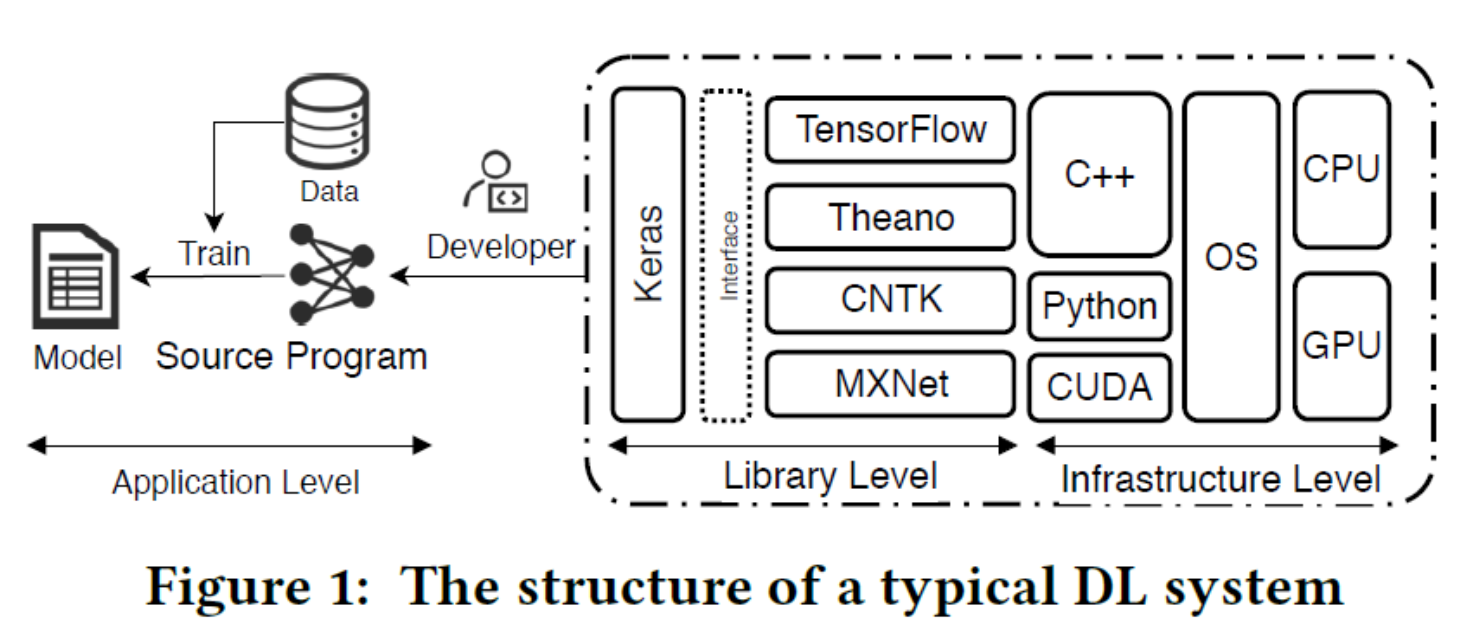 Data
Train
Model
Source Program
Application Level
Developer
Keras
Interface
TensorFlow
Theano
CNTK
MXNet
Library Level
C++
Python
CUDA
OS
CPU
GPU
Infrastructure Level
Figure 1: The structure of a typical DL system